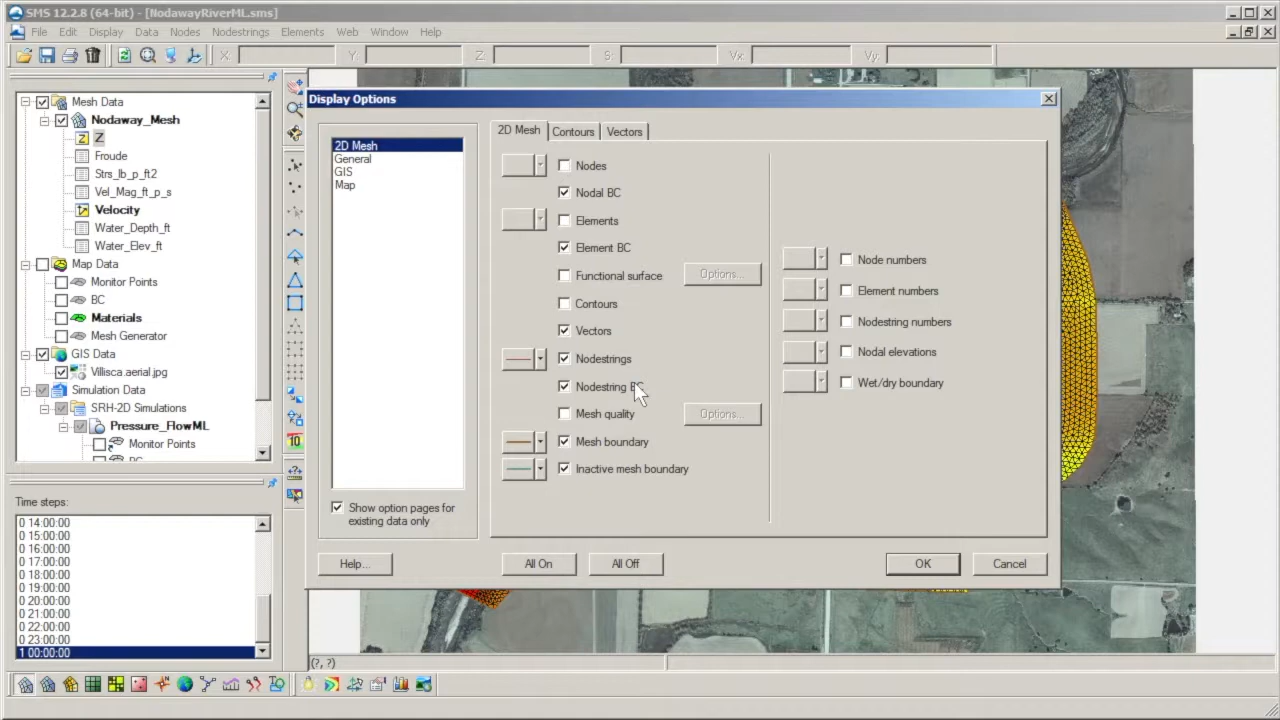 SMS 12.2.8 (64-bit) - [NodawayRiverML.sms]
File Edit Display Data Nodes Nodestrings Elements Web Window Help
X: Y: Z: S: Vx: Vy:
Mesh Data
Nodaway_Mesh
Z Z
Froude
Strs_lb_p_ft2
Vel_Mag_ft_p_s
Velocity
Water_Depth_ft
Water_Elev_ft
Map Data
Monitor Points
BC
Materials
Mesh Generator
GIS Data
Villisca.aerial.jpg
Simulation Data
SRH-2D Simulations
Pressure_FlowML
Monitor Points
BC
Time steps:
0 14:00:00
0 15:00:00
0 16:00:00
0 17:00:00
0 18:00:00
0 19:00:00
0 20:00:00
0 21:00:00
0 22:00:00
0 23:00:00
1 00:00:00
10
Display Options
2D Mesh
General
GIS
Map
Show option pages for
existing data only
2D Mesh Contours Vectors
Nodes
Nodal BC
Elements
Element BC
Functional surface Options...
Contours
Vectors
Nodestrings
Nodestring BC
Mesh quality Options...
Mesh boundary
Inactive mesh boundary
Node numbers
Element numbers
Nodestring numbers
Nodal elevations
Wet/dry boundary
Help... All On All Off OK Cancel
(?, ?)